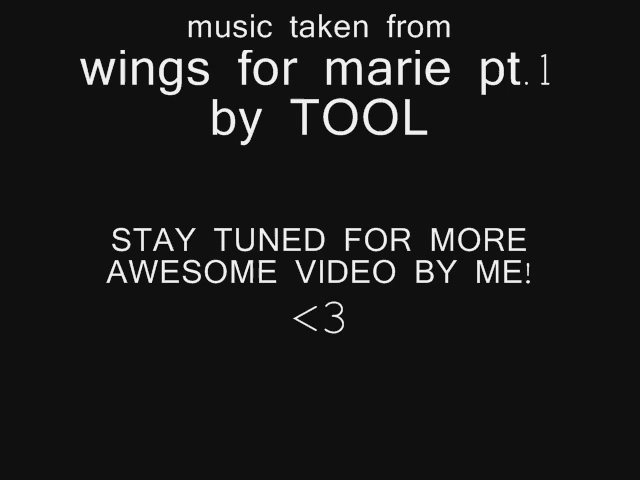 music taken from
wings for marie pt.1
by TOOL
STAY TUNED FOR MORE
AWESOME VIDEO BY ME!
<3